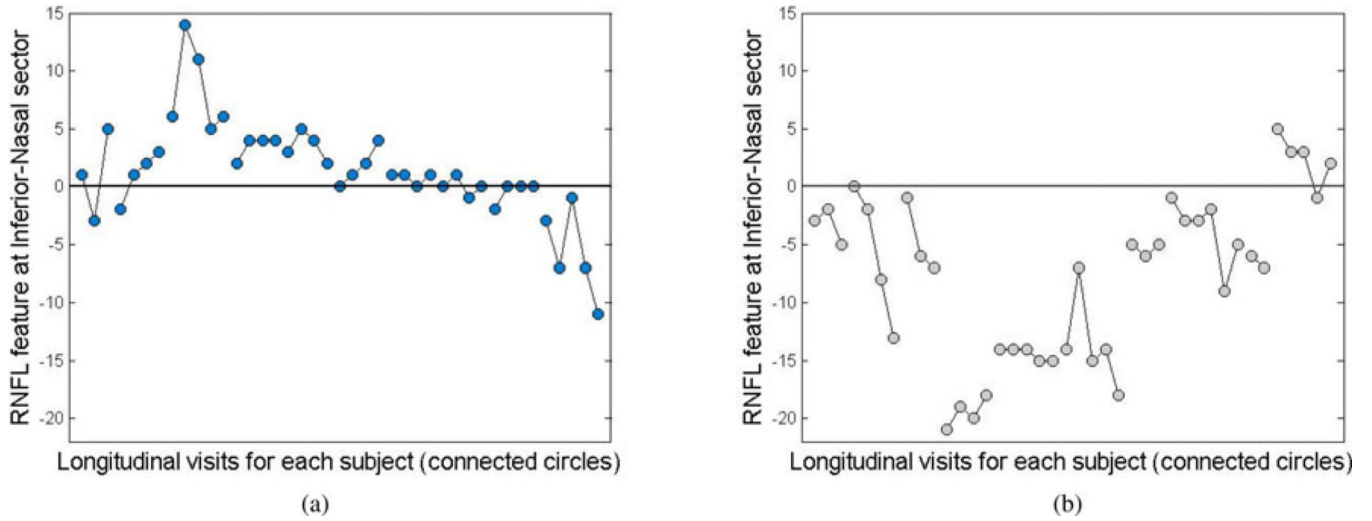 RNFL feature at Inferior-Nasal sector
15
10
5
0
-5
-10
-15
-20
Longitudinal visits for each subject (connected circles)
(a)
RNFL feature at Inferior-Nasal sector
15
10
5
0
-5
-10
-15
-20
Longitudinal visits for each subject (connected circles)
(b)